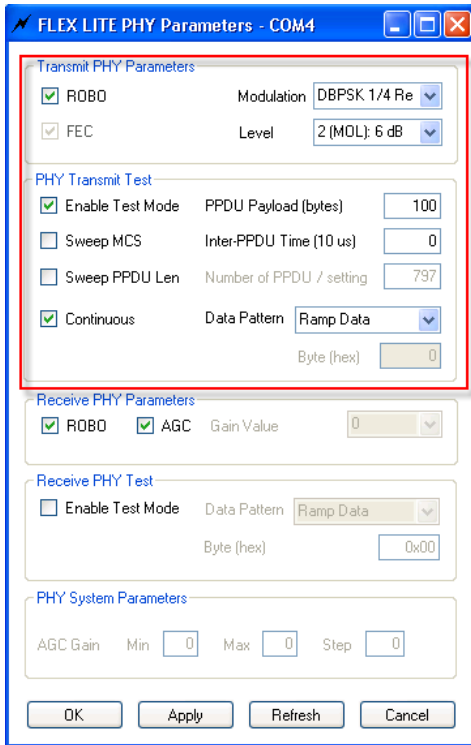 FLEX LITE PHY Parameters - COM4
Transmit PHY Parameters
ROBO Modulation DBPSK 1/4 Re
FEC Level 2 (MOL): 6 dB
PHY Transmit Test
Enable Test Mode PPDU Payload (bytes) 100
Sweep MCS Inter-PPDU Time (10 us) 0
Sweep PPDU Len Number of PPDU / setting 797
Continuous Data Pattern Ramp Data
Byte (hex) 0
Receive PHY Parameters
ROBO AGC Gain Value 0
Receive PHY Test
Enable Test Mode Data Pattern Ramp Data
Byte (hex) 0x00
PHY System Parameters
AGC Gain Min 0 Max 0 Step 0
OK Apply Refresh Cancel